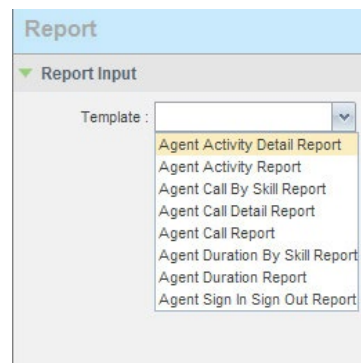 Report
Report Input
Template :
Agent Activity Detail Report
Agent Activity Report
Agent Call By Skill Report
Agent Call Detail Report
Agent Call Report
Agent Duration By Skill Report
Agent Duration Report
Agent Sign In Sign Out Report